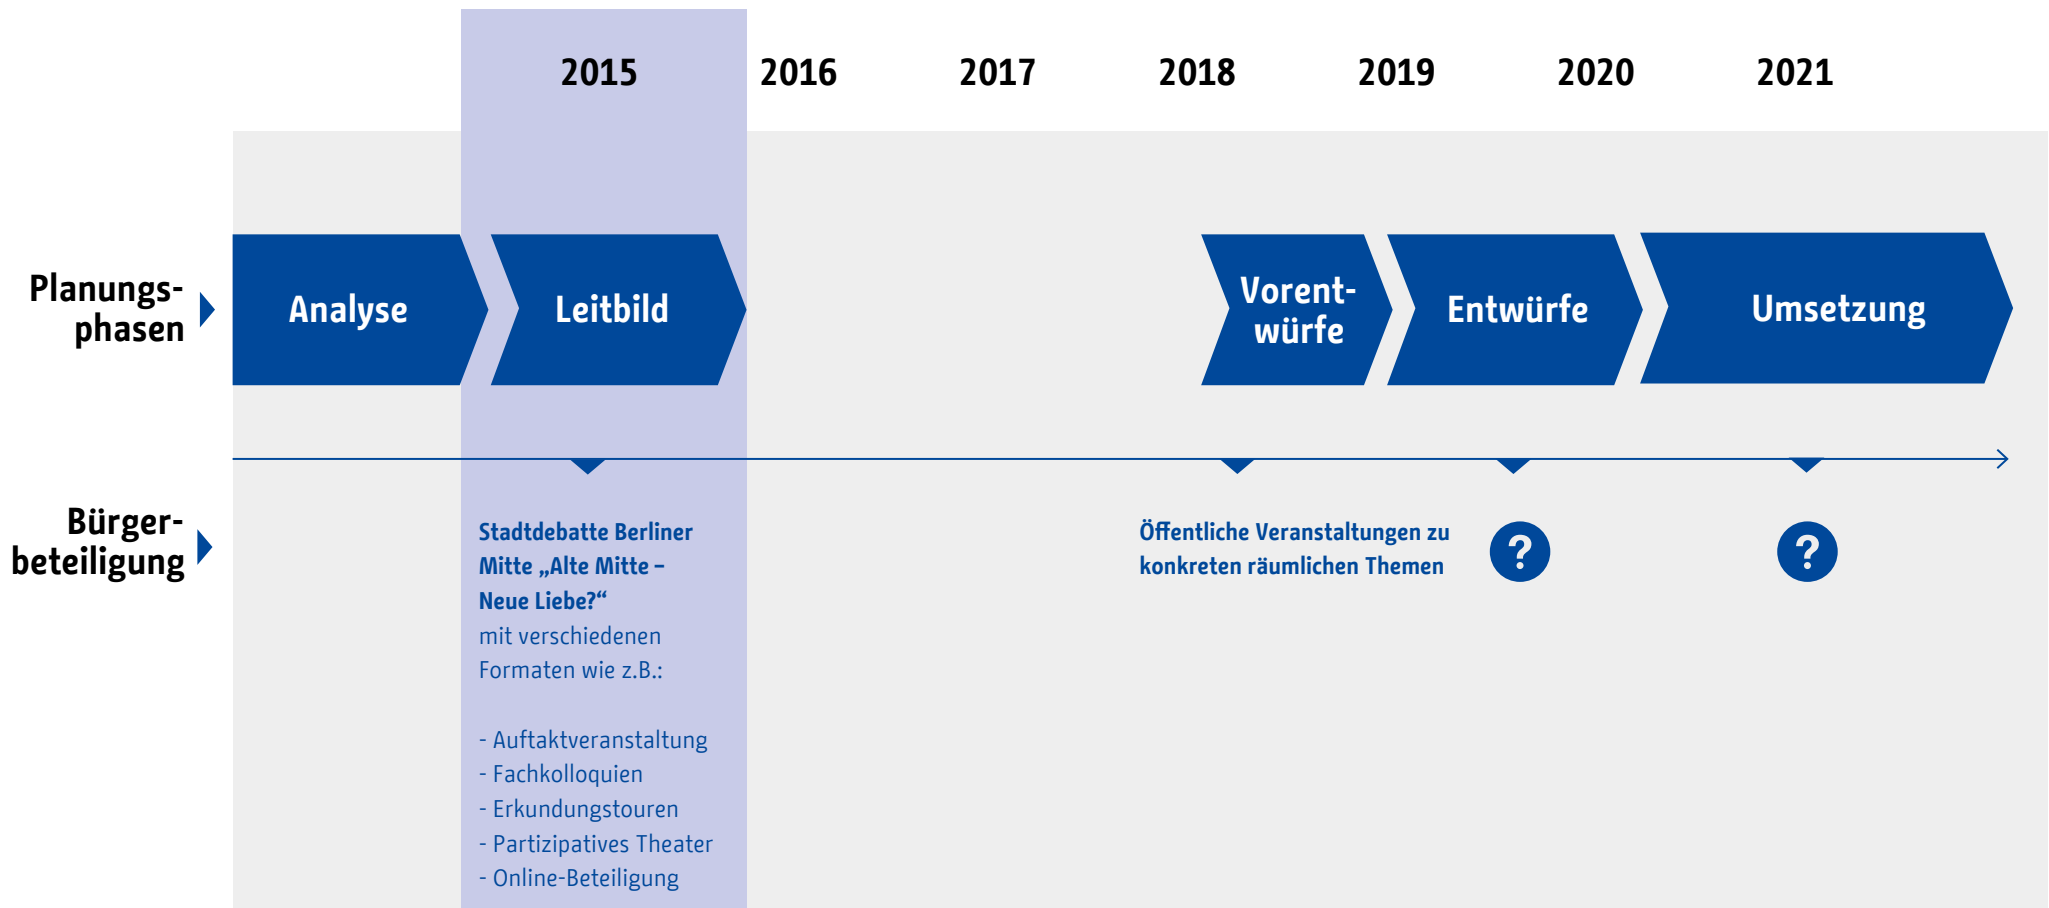 2015 2016 2017 2018 2019 2020 2021
Planungs-
phasen
Analyse
Leitbild
Vorent-
würfe
Entwürfe
Umsetzung
Bürger-
beteiligung
Stadtdebatte Berliner
Mitte „Alte Mitte –
Neue Liebe?“
mit verschiedenen
Formaten wie z.B.:
- Auftaktveranstaltung
- Fachkolloquien
- Erkundungstouren
- Partizipatives Theater
- Online-Beteiligung
Öffentliche Veranstaltungen zu
konkreten räumlichen Themen
?
?